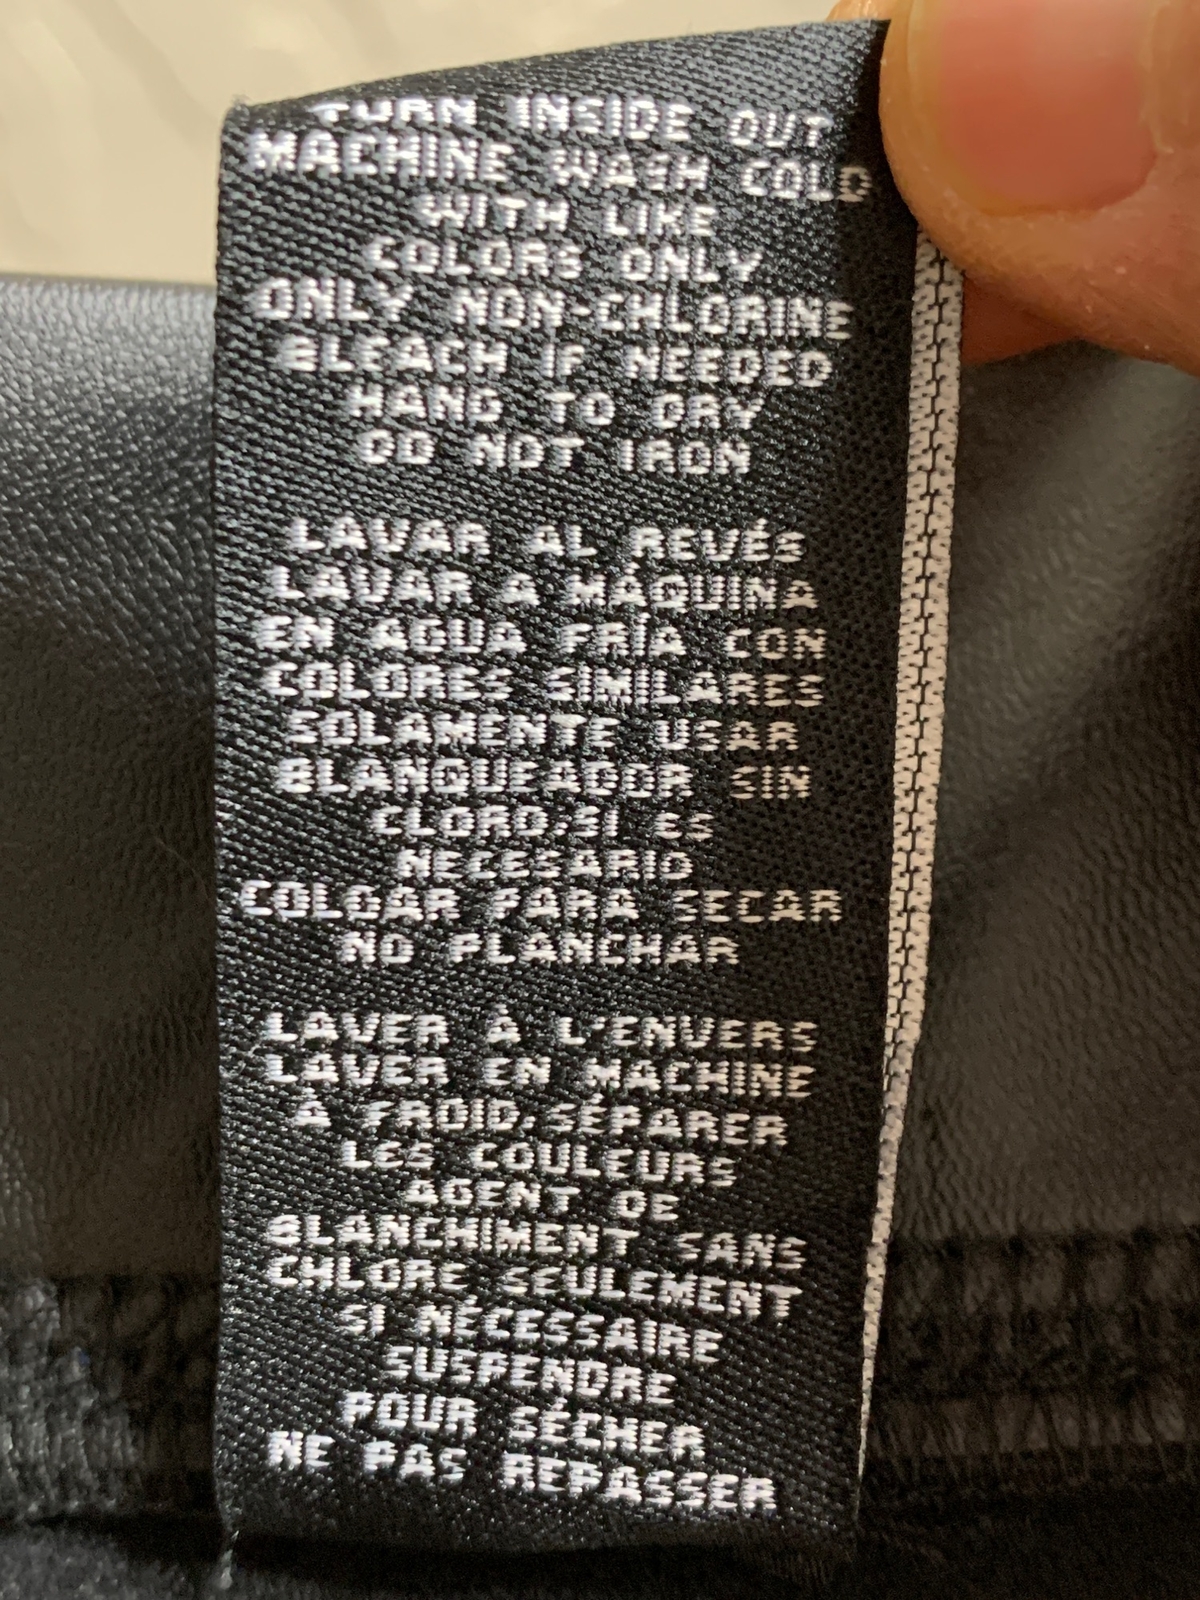 TURN INSIDE OUT
MACHINE WASH COLD
WITH LIKE
COLORS ONLY
ONLY NON-CHLORINE
BLEACH IF NEEDED
HAND TO DRY
DO NOT IRON
LAVAR AL REVÉS
LAVAR A MÁQUINA
EN AGUA FRÍA CON
COLORES SIMILARES
SOLAMENTE USAR
BLANQUEADOR SIN
CLORO,SI ES
NECESARIO
COLGAR PARA SECAR
NO PLANCHAR
LAVER À L'ENVERS
LAVER EN MACHINE
À FROID,SÉPARER
LES COULEURS
AGENT DE
BLANCHIMENT SANS
CHLORE SEULEMENT
SI NÉCESSAIRE
SUSPENDRE
POUR SÉCHER
NE PAS REPASSER